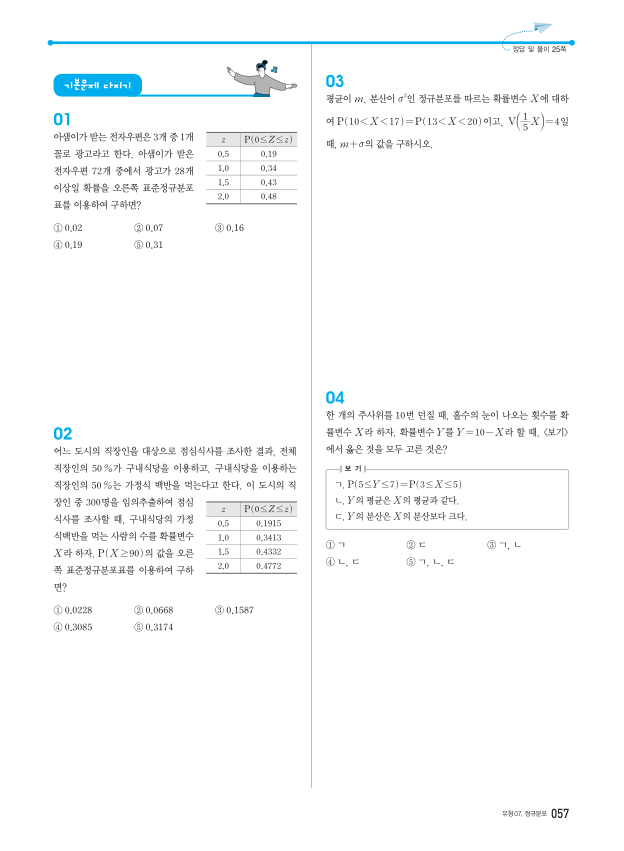 정답 및 풀이 25쪽
기본문제 다지기
01
아샘이가 받는 전자우편은 3개 중 1개
꼴로 광고라고 한다. 아샘이가 받은
전자우편 72개 중에서 광고가 28개
이상일 확률을 오른쪽 표준정규분포
표를 이용하여 구하면?
z P(0≤Z≤z)
0.5 0.19
1.0 0.34
1.5 0.43
2.0 0.48
① 0.02 ② 0.07 ③ 0.16
④ 0.19 ⑤ 0.31
02
어느 도시의 직장인을 대상으로 점심식사를 조사한 결과, 전체
직장인의 50 %가 구내식당을 이용하고, 구내식당을 이용하는
직장인의 50 %는 가정식 백반을 먹는다고 한다. 이 도시의 직
장인 중 300명을 임의추출하여 점심
식사를 조사할 때, 구내식당의 가정
식백반을 먹는 사람의 수를 확률변수
X라 하자. P(X≥90)의 값을 오른
쪽 표준정규분포표를 이용하여 구하
면?
z P(0≤Z≤z)
0.5 0.1915
1.0 0.3413
1.5 0.4332
2.0 0.4772
① 0.0228 ② 0.0668 ③ 0.1587
④ 0.3085 ⑤ 0.3174
03
평균이 m, 분산이 σ²인 정규분포를 따르는 확률변수 X에 대하
여 P(10<X<17)=P(13<X<20)이고, V(1/5 X)=4일
때, m+σ의 값을 구하시오.
04
한 개의 주사위를 10번 던질 때, 홀수의 눈이 나오는 횟수를 확
률변수 X라 하자. 확률변수 Y를 Y=10-X라 할 때, <보기>
에서 옳은 것을 모두 고른 것은?
보기
ㄱ. P(5≤Y≤7)=P(3≤X≤5)
ㄴ. Y의 평균은 X의 평균과 같다.
ㄷ. Y의 분산은 X의 분산보다 크다.
① ㄱ ② ㄷ ③ ㄱ, ㄴ
④ ㄴ, ㄷ ⑤ ㄱ, ㄴ, ㄷ
유형 07. 정규분포 057